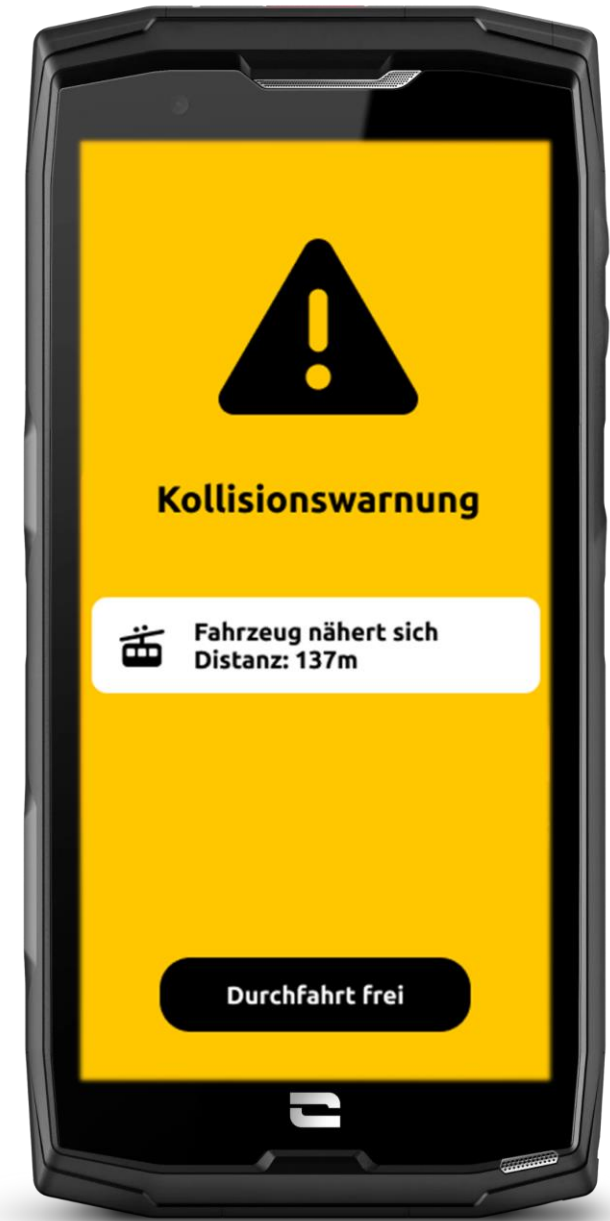 Kollisionswarnung
Fahrzeug nähert sich
Distanz: 137m
Durchfahrt frei